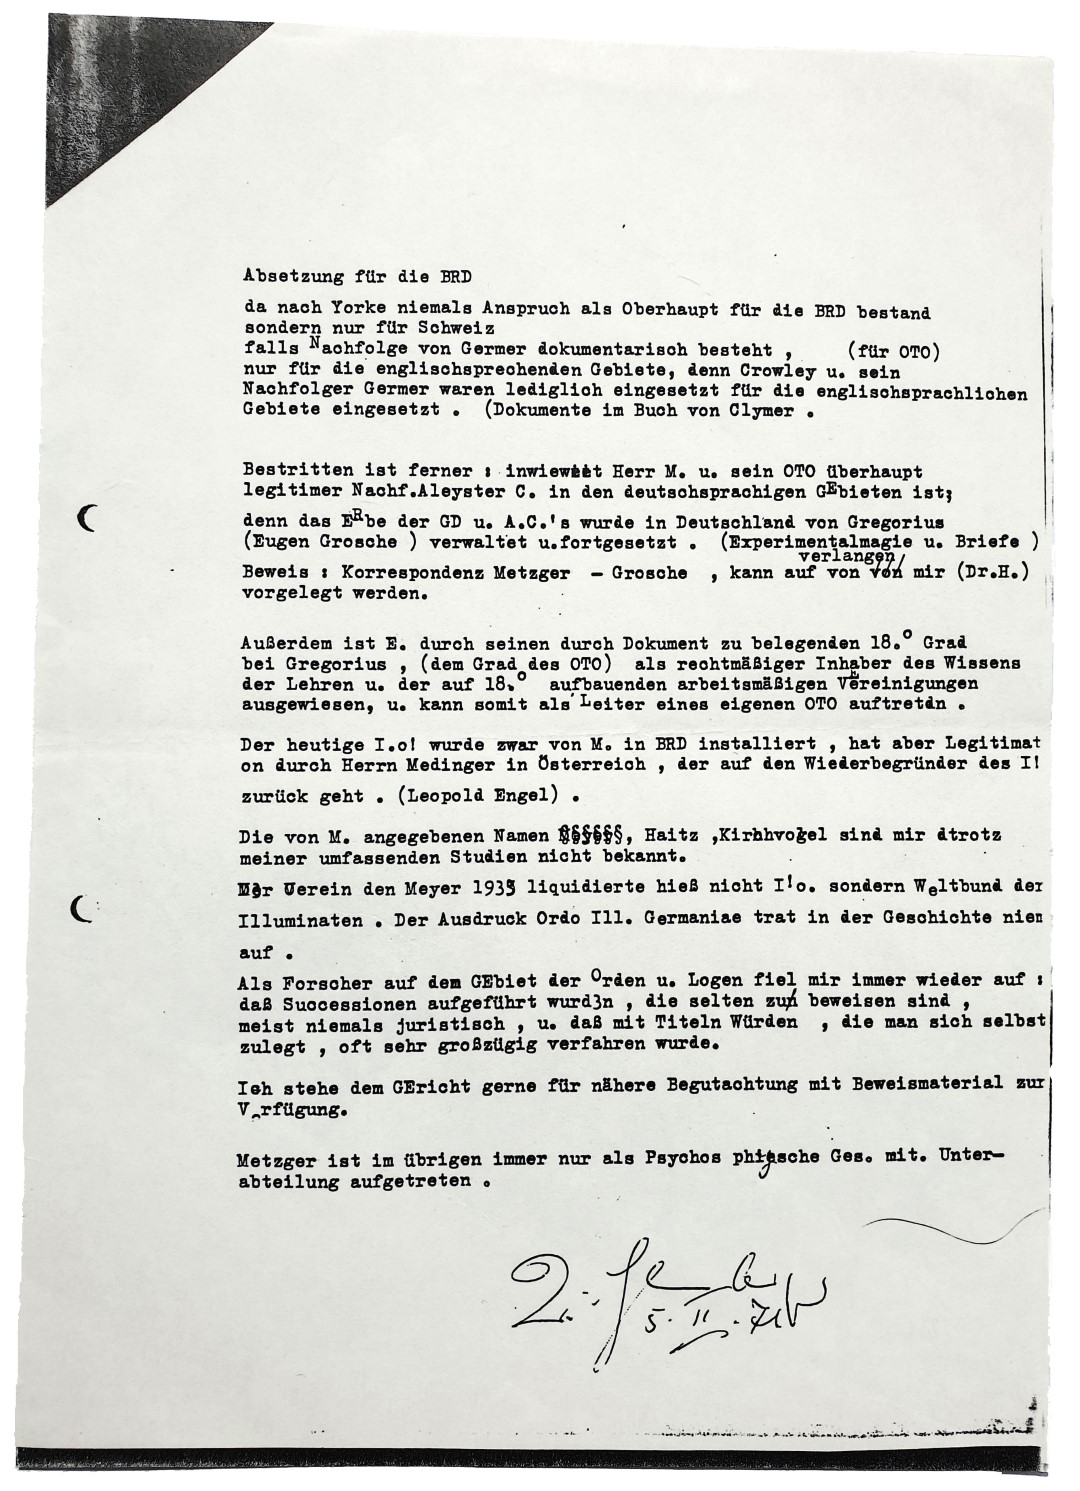 Absetzung für die BRD
da nach Yorke niemals Anspruch als Oberhaupt für die BRD bestand
sondern nur für Schweiz
falls Nachfolge von Germer dokumentarisch besteht , (für OTO)
nur für die englischsprechenden Gebiete, denn Crowley u. sein
Nachfolger Germer waren lediglich eingesetzt für die englischsprachlichen
Gebiete eingesetzt . (Dokumente im Buch von Clymer .
Bestritten ist ferner : inwieweit Herr M. u. sein OTO überhaupt
legitimer Nachf.Aleyster C. in den deutschsprachigen GEbieten ist;
denn das ERbe der GD u. A.C.'s wurde in Deutschland von Gregorius
(Eugen Grosche ) verwaltet u.fortgesetzt . (Experimentalmagie u. Briefe )
verlangen
Beweis : Korrespondenz Metzger - Grosche , kann auf von von mir (Dr.H.)
vorgelegt werden.
Außerdem ist E. durch seinen durch Dokument zu belegenden 18.° Grad
bei Gregorius , (dem Grad des OTO) als rechtmäßiger Inhaber des Wissens
der Lehren u. der auf 18.° aufbauenden arbeitsmäßigen VEreinigungen
ausgewiesen, u. kann somit als Leiter eines eigenen OTO auftretdn .
Der heutige I.o! wurde zwar von M. in BRD installiert , hat aber Legitimat
on durch Herrn Medinger in Österreich , der auf den Wiederbegründer des I!
zurück geht . (Leopold Engel) .
Die von M. angegebenen Namen §§§§§§, Haitz ,Kirhhvogel sind mir dtrotz
meiner umfassenden Studien nicht bekannt.
Der Verein den Meyer 1935 liquidierte hieß nicht I!o. sondern Weltbund der
Illuminaten . Der Ausdruck Ordo Ill. Germaniae trat in der Geschichte niem
auf .
Als Forscher auf dem GEbiet der Orden u. Logen fiel mir immer wieder auf :
daß Successionen aufgeführt wurd3n , die selten zu beweisen sind ,
meist niemals juristisch , u. daß mit Titeln Würden , die man sich selbst
zulegt , oft sehr großzügig verfahren wurde.
Ieh stehe dem GEricht gerne für nähere Begutachtung mit Beweismaterial zur
V rfügung.
Metzger ist im übrigen immer nur als Psychos phische Ges. mit. Unter-
abteilung aufgetreten .
5. II.